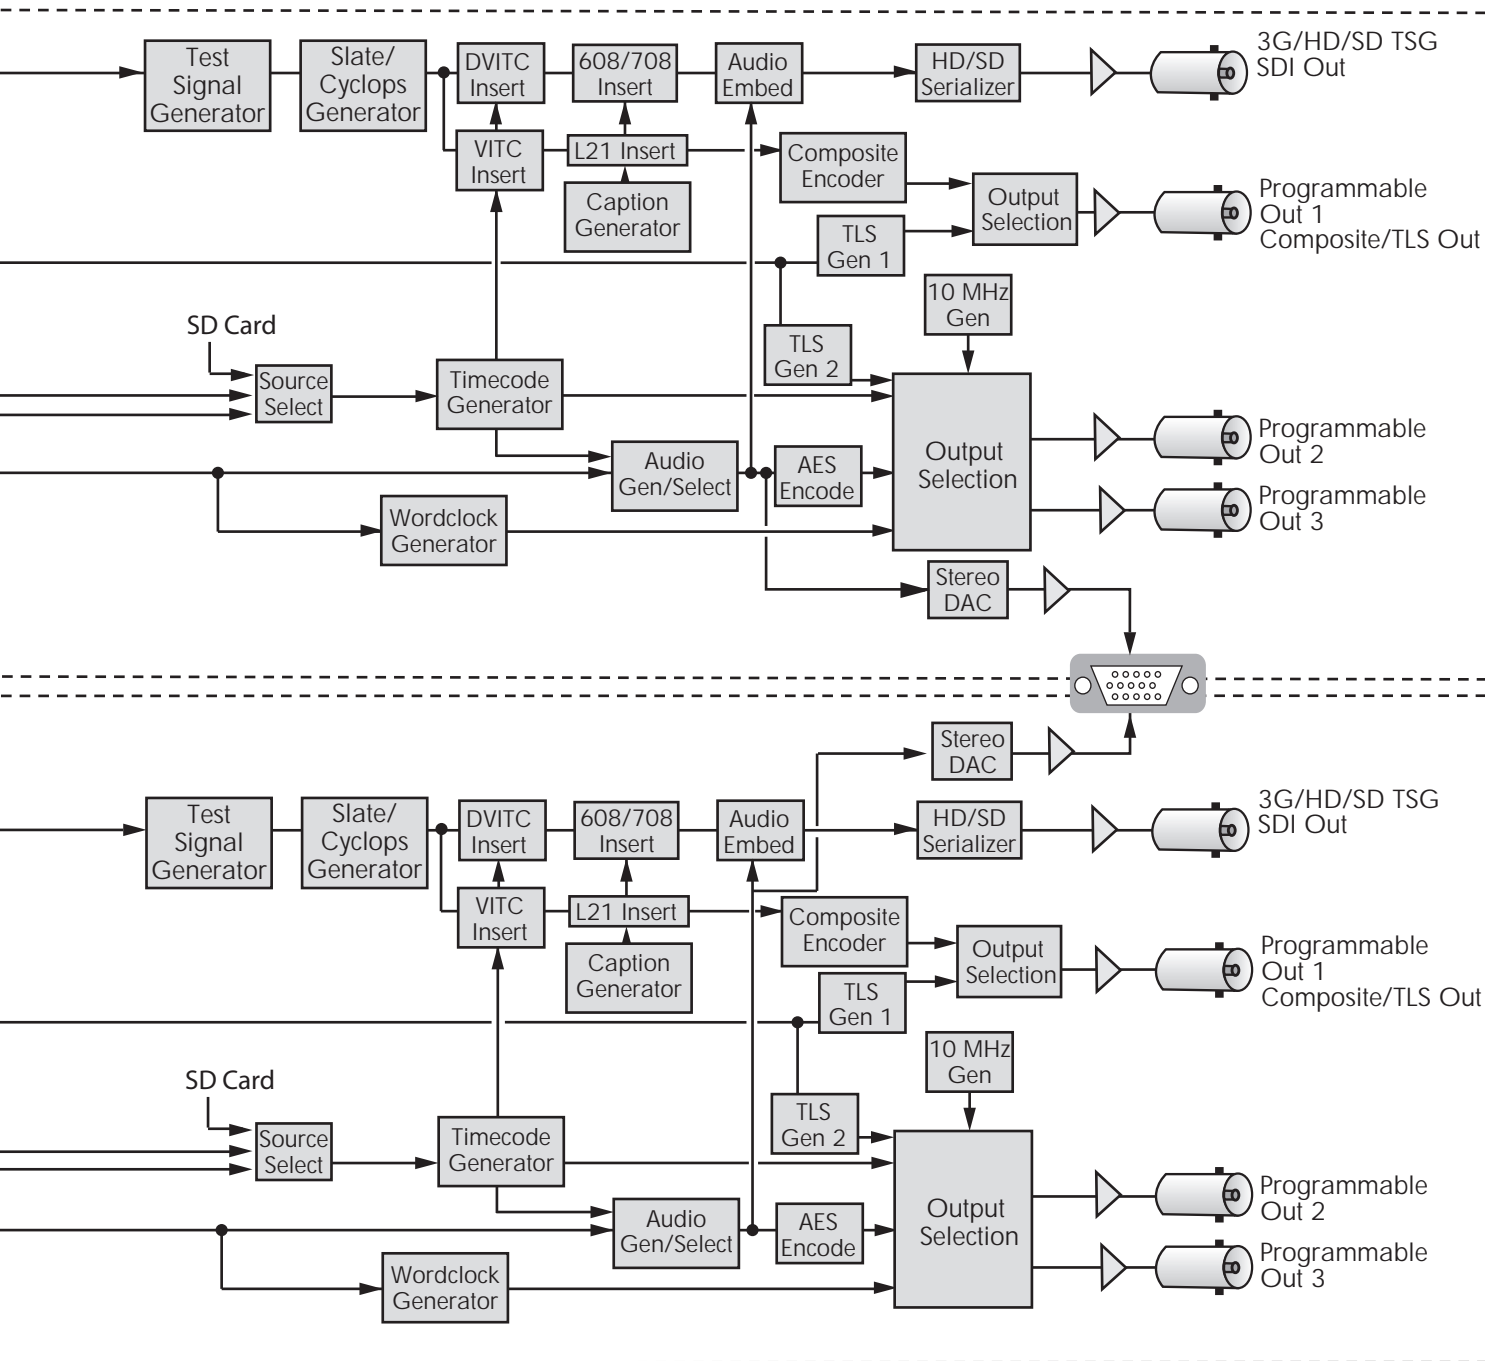 Test
Signal
Generator
Slate/
Cyclops
Generator
DVITC
Insert
608/708
Insert
Audio
Embed
HD/SD
Serializer
3G/HD/SD TSG
SDI Out
VITC
Insert
L21 Insert
Caption
Generator
Composite
Encoder
TLS
Gen 1
Output
Selection
Programmable
Out 1
Composite/TLS Out
10 MHz
Gen
TLS
Gen 2
SD Card
Source
Select
Timecode
Generator
Audio
Gen/Select
AES
Encode
Output
Selection
Programmable
Out 2
Programmable
Out 3
Wordclock
Generator
Stereo
DAC
Stereo
DAC
Test
Signal
Generator
Slate/
Cyclops
Generator
DVITC
Insert
608/708
Insert
Audio
Embed
HD/SD
Serializer
3G/HD/SD TSG
SDI Out
VITC
Insert
L21 Insert
Caption
Generator
Composite
Encoder
TLS
Gen 1
Output
Selection
Programmable
Out 1
Composite/TLS Out
10 MHz
Gen
TLS
Gen 2
SD Card
Source
Select
Timecode
Generator
Audio
Gen/Select
AES
Encode
Output
Selection
Programmable
Out 2
Programmable
Out 3
Wordclock
Generator